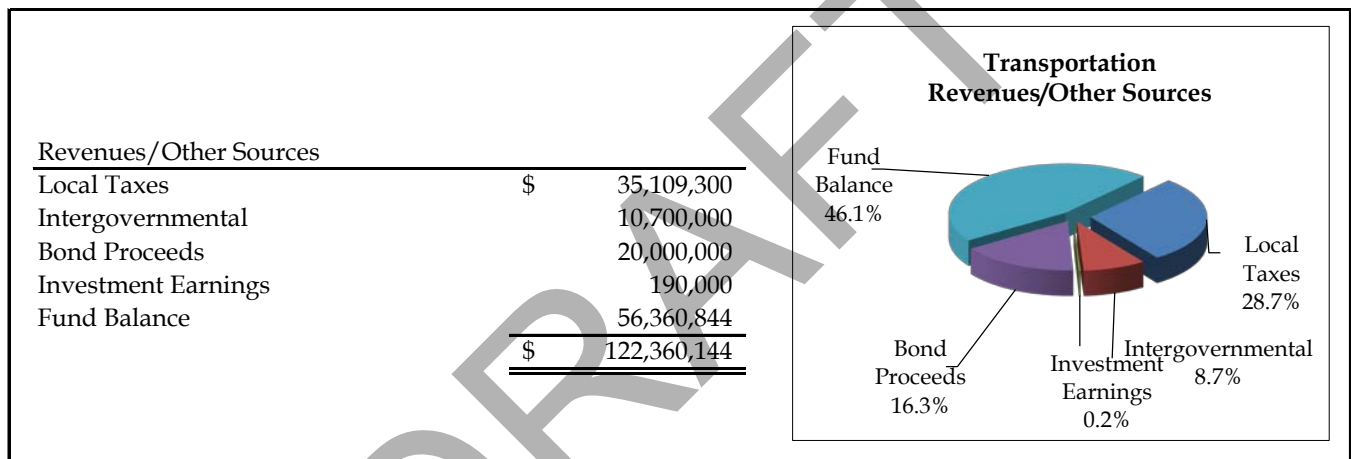 Revenues/Other Sources
Local Taxes $ 35,109,300
Intergovernmental 10,700,000
Bond Proceeds 20,000,000
Investment Earnings 190,000
Fund Balance 56,360,844
$ 122,360,144
Transportation
Revenues/Other Sources
Fund
Balance
46.1%
Local
Taxes
28.7%
Intergovernmental
8.7%
Investment
Earnings
0.2%
Bond
Proceeds
16.3%
DRAFT